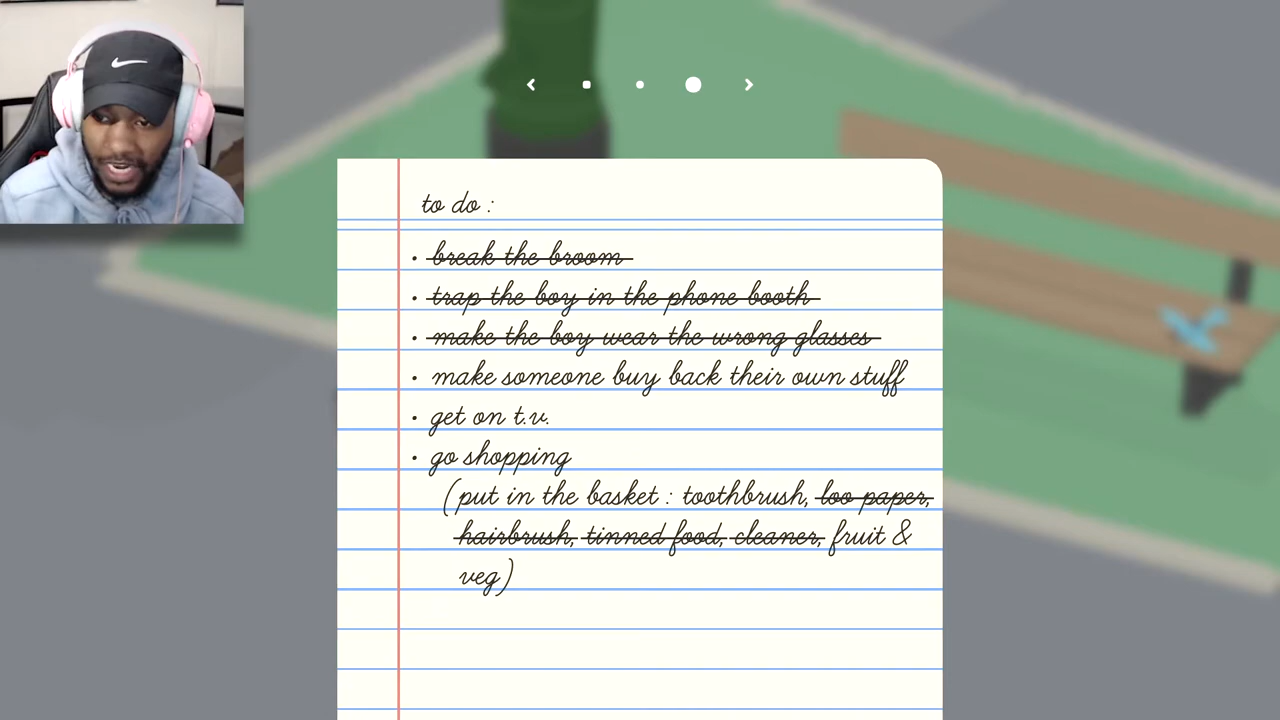 to do :
• break the broom
• trap the boy in the phone booth
• make the boy wear the wrong glasses
• make someone buy back their own stuff
• get on t.v.
• go shopping
(put in the basket : toothbrush, loo paper,
hairbrush, tinned food, cleaner, fruit &
veg)